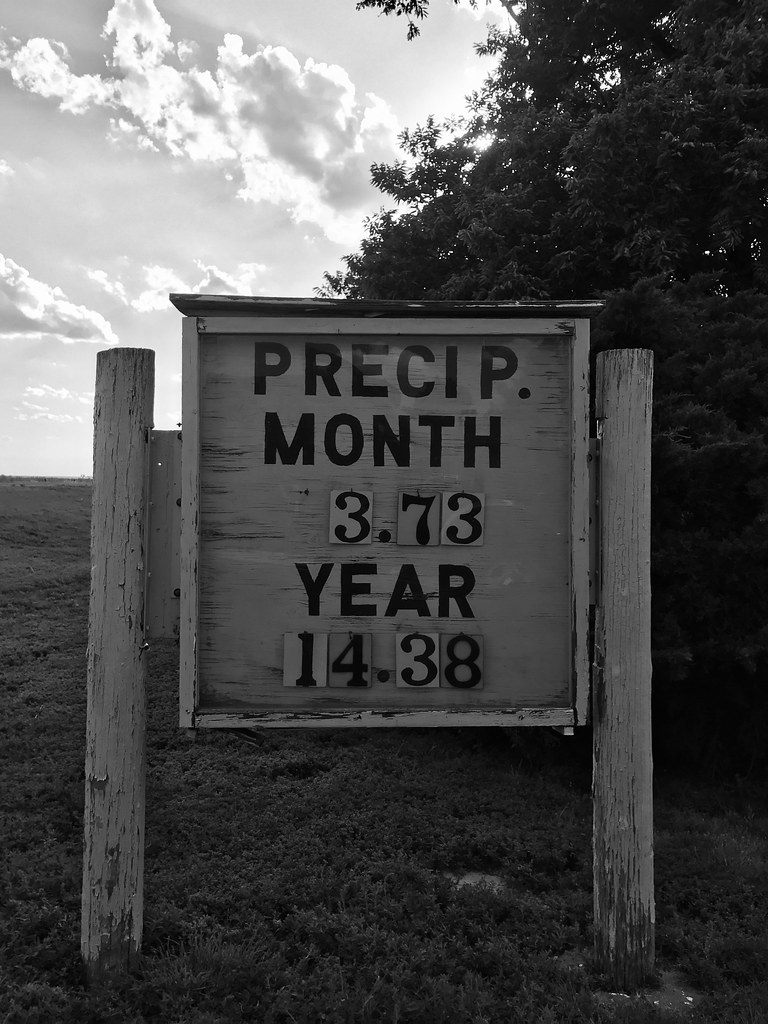 PRECIP.
MONTH
3.73
YEAR
14.38